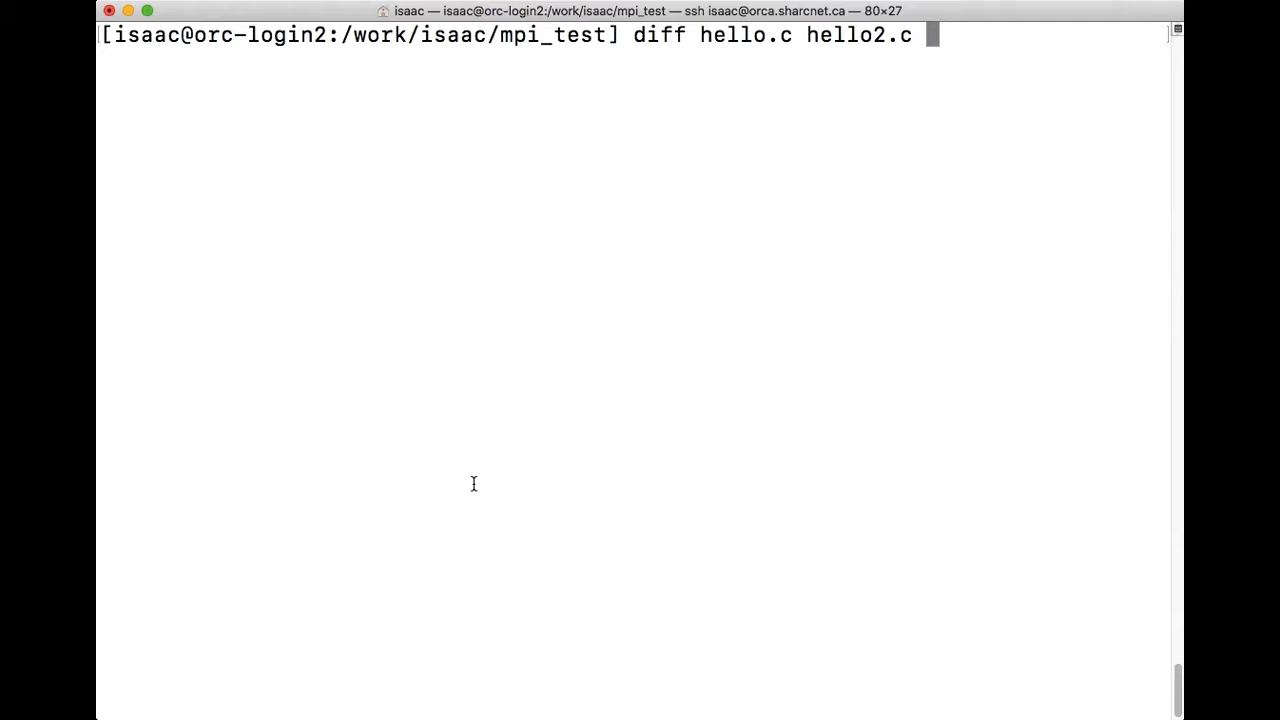 isaac — isaac@orc-login2:/work/isaac/mpi_test — ssh isaac@orca.sharcnet.ca — 80×27
[isaac@orc-login2:/work/isaac/mpi_test] diff hello.c hello2.c